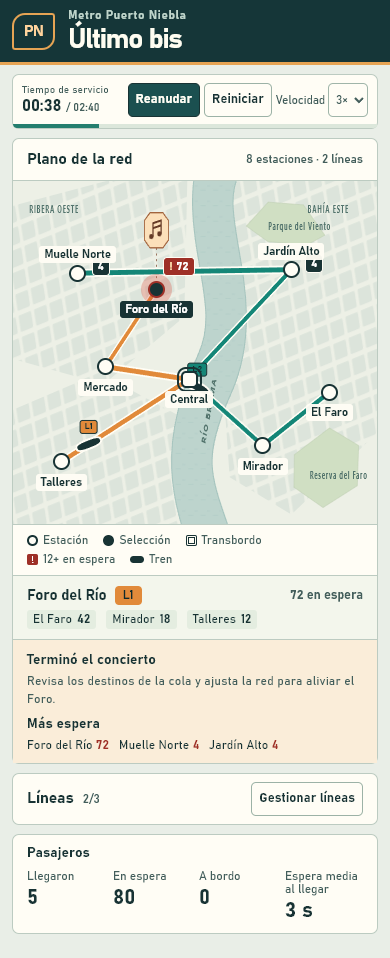 PN
Metro Puerto Niebla
Último bis
Tiempo de servicio
00:38 / 02:40
Reanudar
Reiniciar
Velocidad
3×
Plano de la red
8 estaciones · 2 líneas
RIBERA OESTE
BAHÍA ESTE
Parque del Viento
Muelle Norte
4
! 72
Jardín Alto
4
Foro del Río
Mercado
Central
El Faro
L1
Mirador
Talleres
Reserva del Faro
Estación
Selección
Transbordo
! 12+ en espera
Tren
Foro del Río L1
72 en espera
El Faro 42
Mirador 18
Talleres 12
Terminó el concierto
Revisa los destinos de la cola y ajusta la red para aliviar el
Foro.
Más espera
Foro del Río 72 Muelle Norte 4 Jardín Alto 4
Líneas 2/3
Gestionar líneas
Pasajeros
Llegaron
5
En espera
80
A bordo
0
Espera media
al llegar
3 s